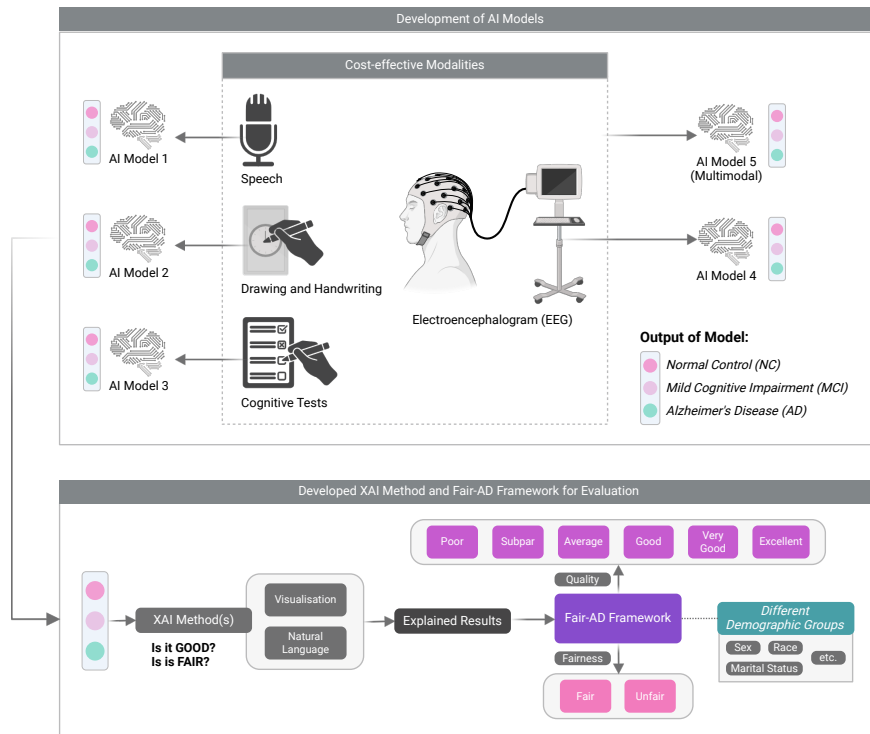 Development of AI Models
Cost-effective Modalities
AI Model 1
Speech
AI Model 2
Drawing and Handwriting
AI Model 3
Cognitive Tests
Electroencephalogram (EEG)
AI Model 5
(Multimodal)
AI Model 4
Output of Model:
Normal Control (NC)
Mild Cognitive Impairment (MCI)
Alzheimer's Disease (AD)
Developed XAI Method and Fair-AD Framework for Evaluation
Poor
Subpar
Average
Good
Very
Good
Excellent
Quality
XAI Method(s)
Is it GOOD?
Is is FAIR?
Visualisation
Natural
Language
Explained Results
Fair-AD Framework
Different
Demographic Groups
Sex
Race
etc.
Marital Status
Fairness
Fair
Unfair